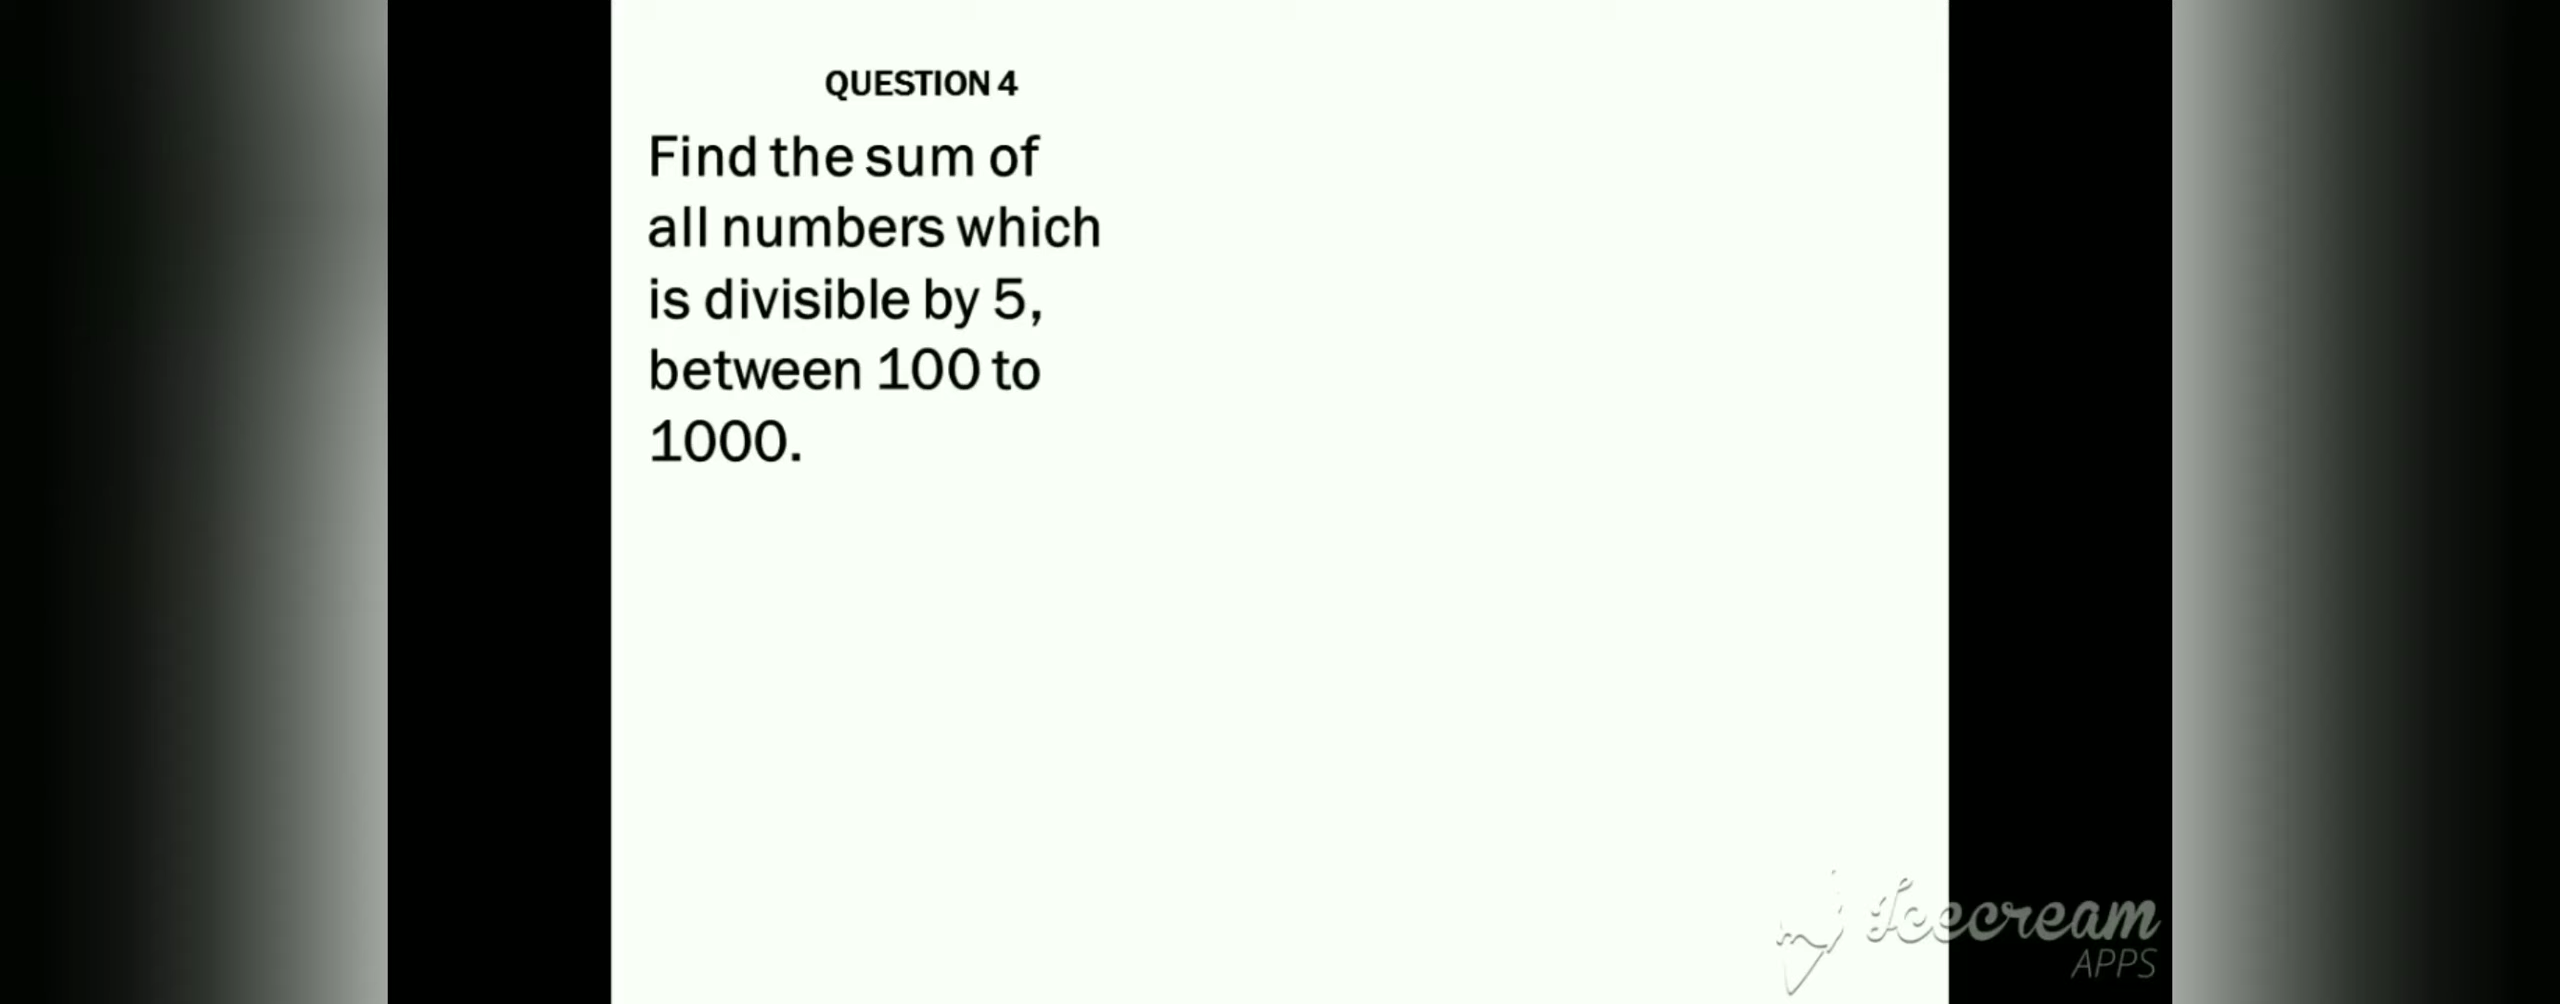 QUESTION 4
Find the sum of
all numbers which
is divisible by 5,
between 100 to
1000.
Icecream
APPS